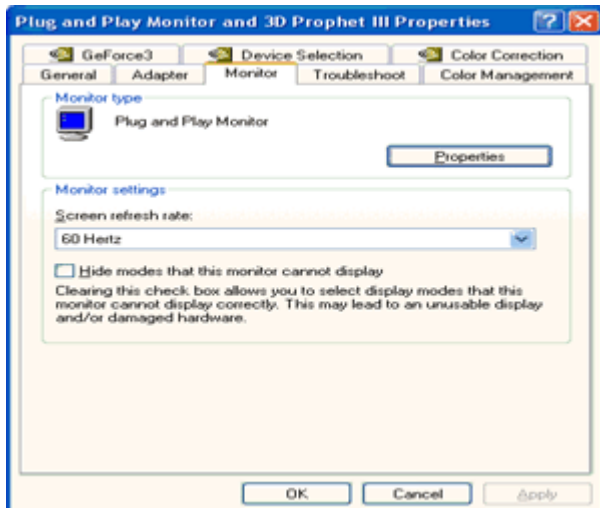 Plug and Play Monitor and 3D Prophet III Properties
GeForce3 Device Selection Color Correction
General Adapter Monitor Troubleshoot Color Management
Monitor type
Plug and Play Monitor
Properties
Monitor settings
Screen refresh rate:
60 Hertz
Hide modes that this monitor cannot display
Clearing this check box allows you to select display modes that this
monitor cannot display correctly. This may lead to an unusable display
and/or damaged hardware.
OK Cancel Apply